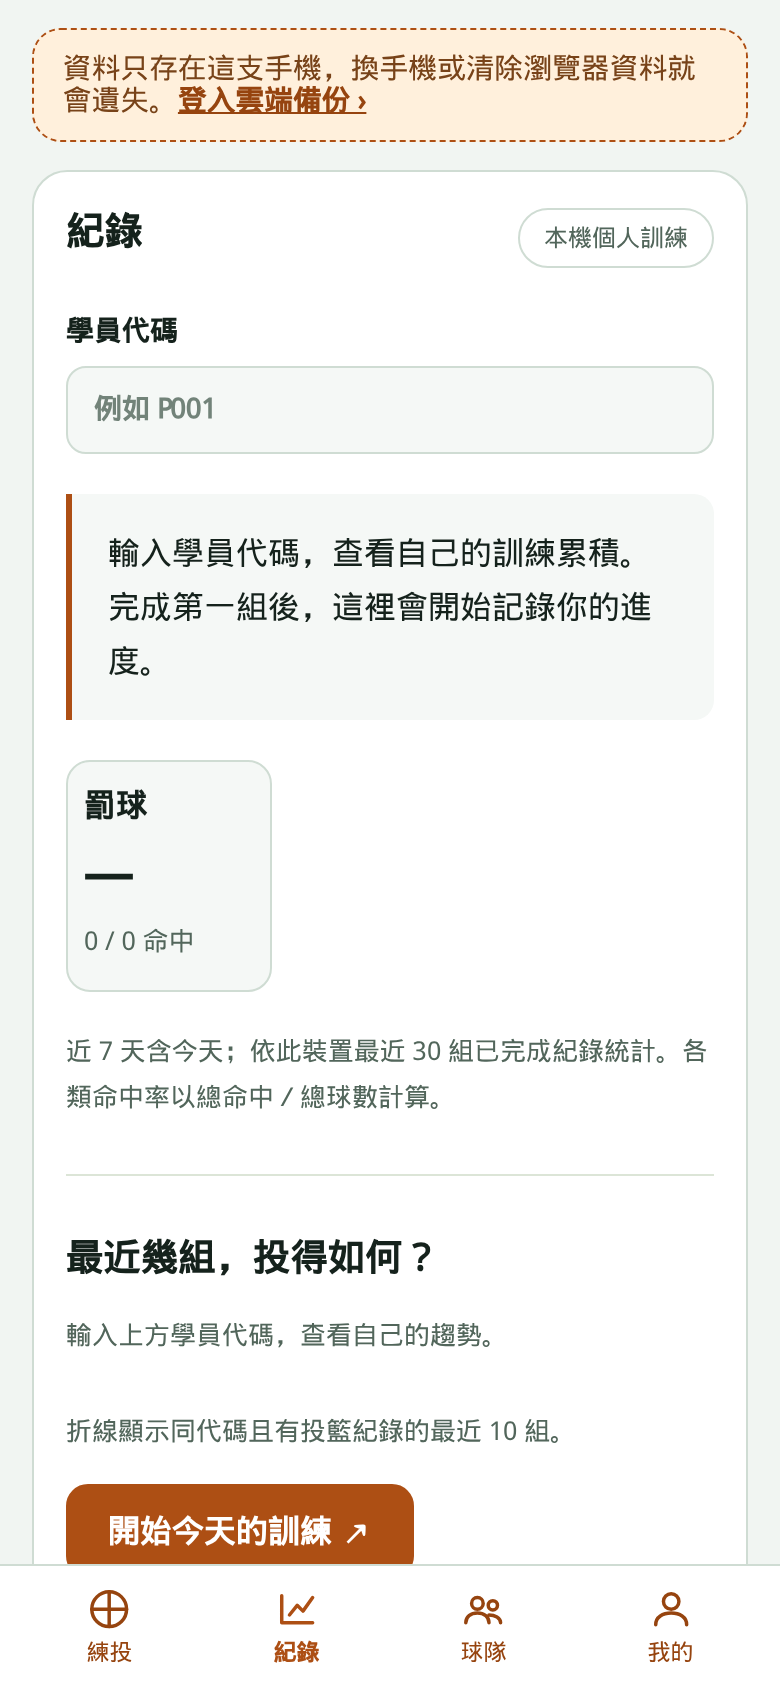 資料只存在這支手機，換手機或清除瀏覽器資料就
會遺失。登入雲端備份 ›
紀錄
本機個人訓練
學員代碼
例如 P001
輸入學員代碼，查看自己的訓練累積。
完成第一組後，這裡會開始記錄你的進
度。
罰球
—
0 / 0 命中
近 7 天含今天；依此裝置最近 30 組已完成紀錄統計。各
類命中率以總命中 / 總球數計算。
最近幾組，投得如何？
輸入上方學員代碼，查看自己的趨勢。
折線顯示同代碼且有投籃紀錄的最近 10 組。
開始今天的訓練 ↗
練投
紀錄
球隊
我的